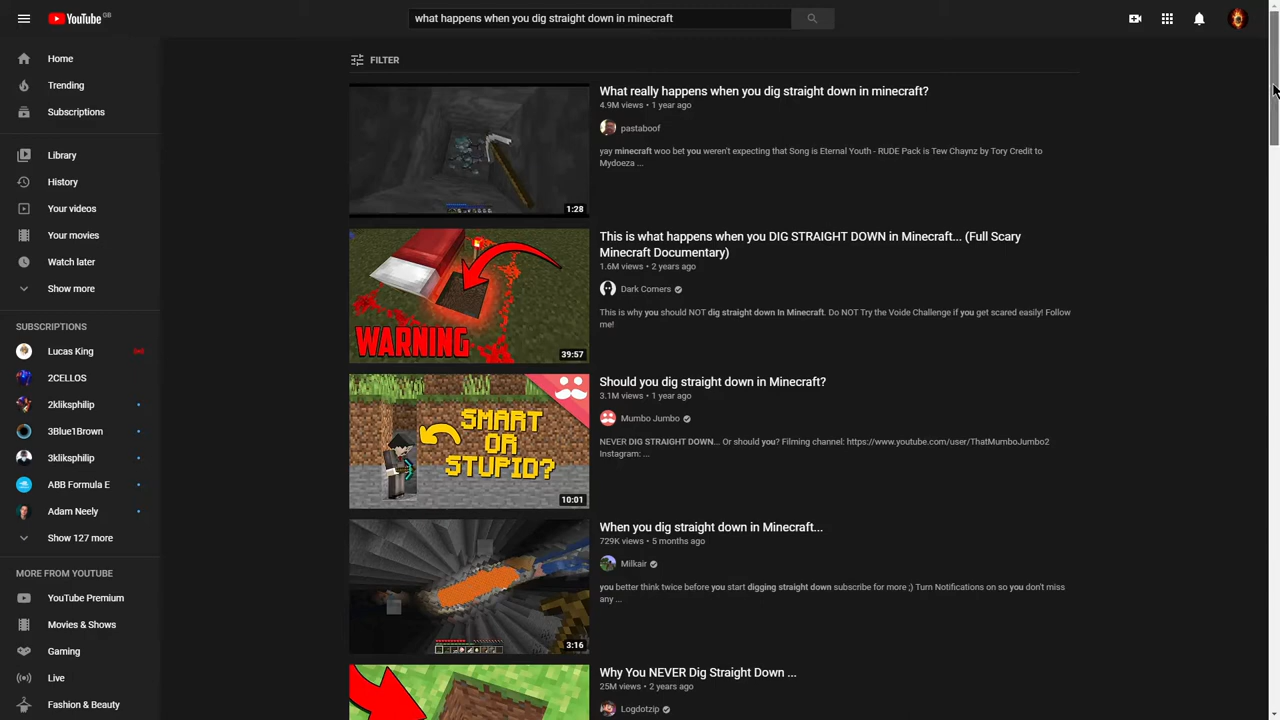 YouTube GB
what happens when you dig straight down in minecraft
Home
Trending
Subscriptions
Library
History
Your videos
Your movies
Watch later
Show more
SUBSCRIPTIONS
Lucas King
2CELLOS
2kliksphilip
3Blue1Brown
3kliksphilip
ABB Formula E
Adam Neely
Show 127 more
MORE FROM YOUTUBE
YouTube Premium
Movies & Shows
Gaming
Live
Fashion & Beauty
FILTER
1:28
What really happens when you dig straight down in minecraft?
4.9M views • 1 year ago
pastaboof
yay minecraft woo bet you weren't expecting that Song is Eternal Youth - RUDE Pack is Tew Chaynz by Tory Credit to
Mydoeza ...
WARNING
39:57
This is what happens when you DIG STRAIGHT DOWN in Minecraft... (Full Scary
Minecraft Documentary)
1.6M views • 2 years ago
Dark Corners
This is why you should NOT dig straight down In Minecraft. Do NOT Try the Voide Challenge if you get scared easily! Follow
me!
SMART
OR
STUPID?
10:01
Should you dig straight down in Minecraft?
3.1M views • 1 year ago
Mumbo Jumbo
NEVER DIG STRAIGHT DOWN... Or should you? Filming channel: https://www.youtube.com/user/ThatMumboJumbo2
Instagram: ...
3:16
When you dig straight down in Minecraft...
729K views • 5 months ago
Milkair
you better think twice before you start digging straight down subscribe for more ;) Turn Notifications on so you don't miss
any ...
Why You NEVER Dig Straight Down ...
25M views • 2 years ago
Logdotzip